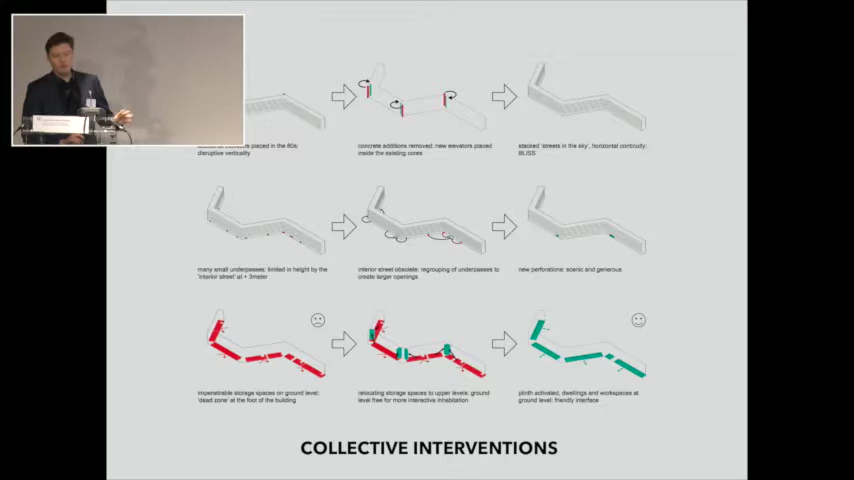 disruptive verticality
concrete additions removed: new elevators placed
inside the existing cores
stacked 'streets in the sky', horizontal continuity:
BLISS
many small underpasses: limited in height by the
'interior street' at + 3meter
interior street obsolete: regrouping of underpasses to
create larger openings
new perforations: scenic and generous
impenetrable storage spaces on ground level:
'dead zone' at the foot of the building
relocating storage spaces to upper levels: ground
level free for more interactive inhabitation
plinth activated, dwellings and workspaces at
ground level: friendly interface
COLLECTIVE INTERVENTIONS